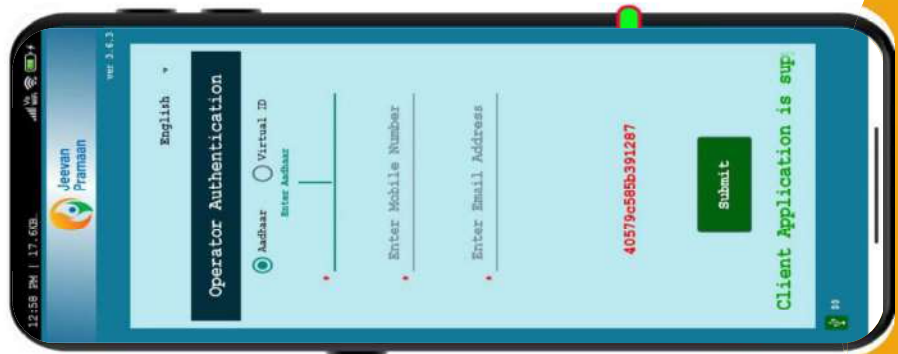 12:58 PM | 17.6KB
Jeevan
Pramaan
ver 3.6.3
English
Operator Authentication
Aadhaar
Virtual ID
Enter Aadhaar
*
* Enter Mobile Number
* Enter Email Address
40579c585b391287
Submit
Client Application is sup